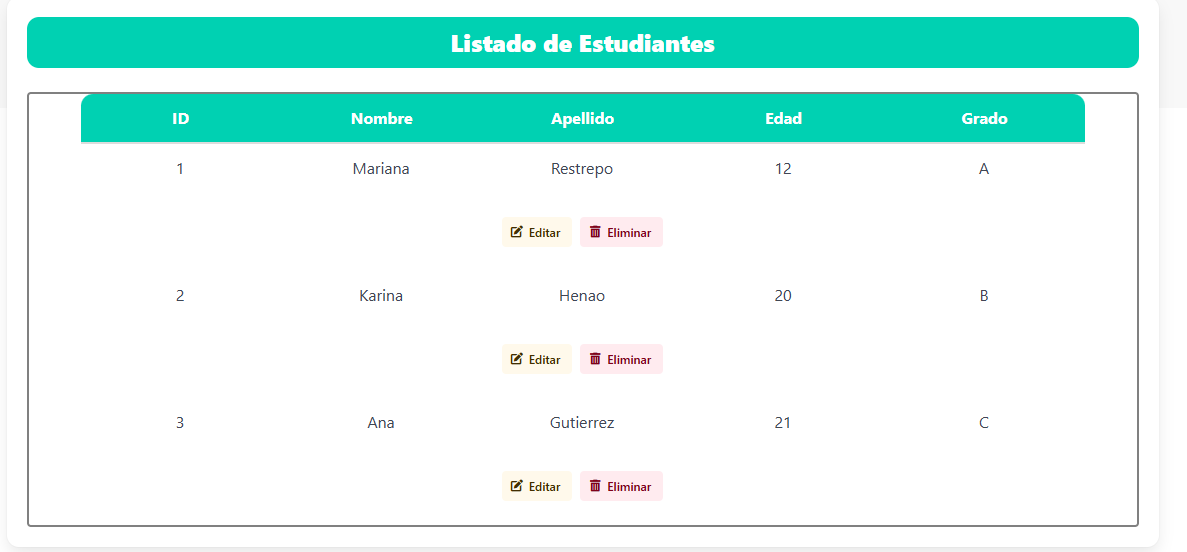 Listado de Estudiantes
ID Nombre Apellido Edad Grado
1 Mariana Restrepo 12 A
Editar Eliminar
2 Karina Henao 20 B
Editar Eliminar
3 Ana Gutierrez 21 C
Editar Eliminar